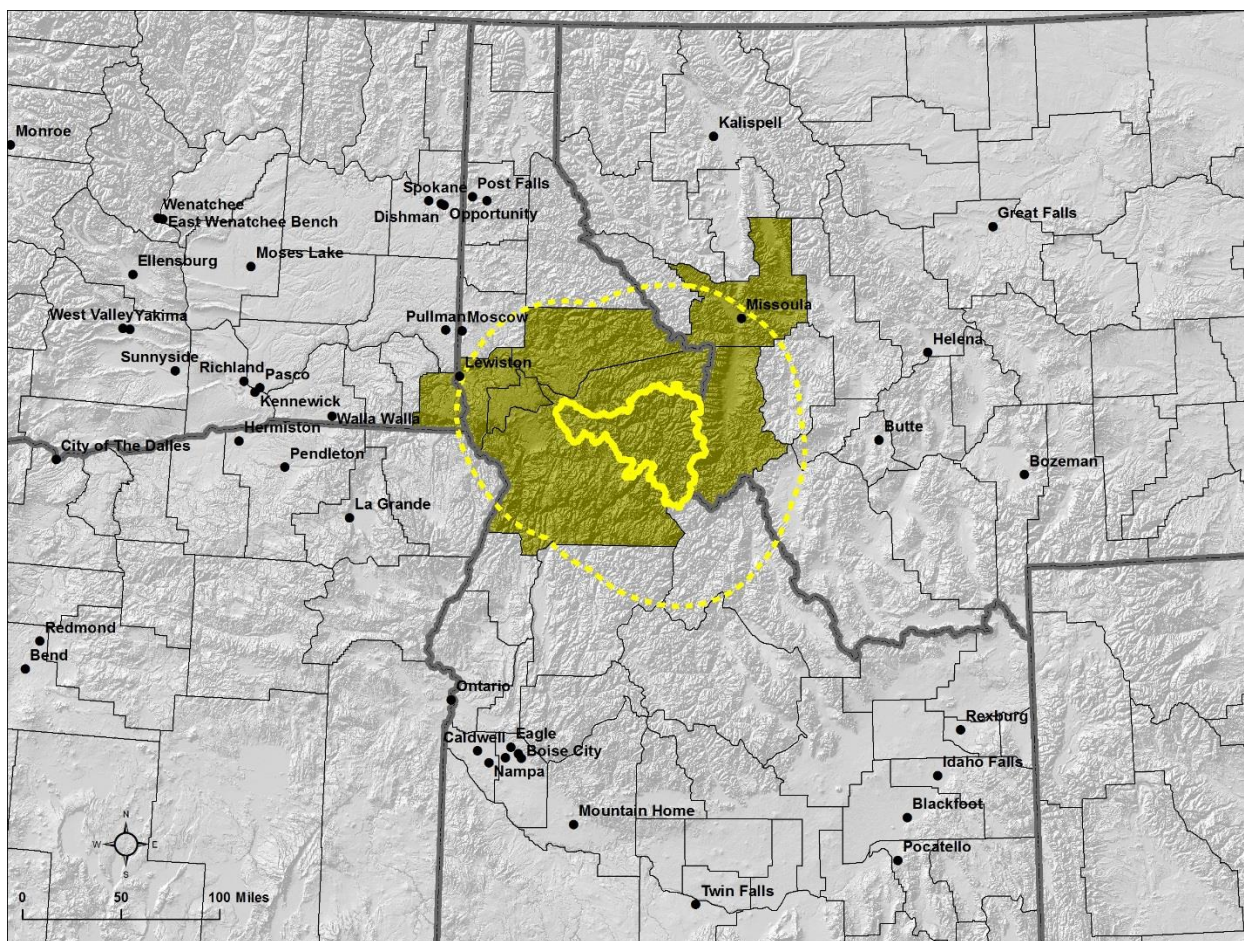 Monroe
Kalispell
Spokane
Post Falls
Dishman
Opportunity
Wenatchee
East Wenatchee Bench
Great Falls
Ellensburg
Moses Lake
West Valley
Yakima
Pullman
Moscow
Missoula
Sunnyside
Richland
Pasco
Kennewick
Lewiston
Helena
Walla Walla
Hermiston
City of The Dalles
Pendleton
Butte
Bozeman
La Grande
Redmond
Bend
Ontario
Caldwell
Eagle
Boise City
Nampa
Rexburg
Idaho Falls
Mountain Home
Blackfoot
Pocatello
Twin Falls
N
W
E
S
0 50 100 Miles